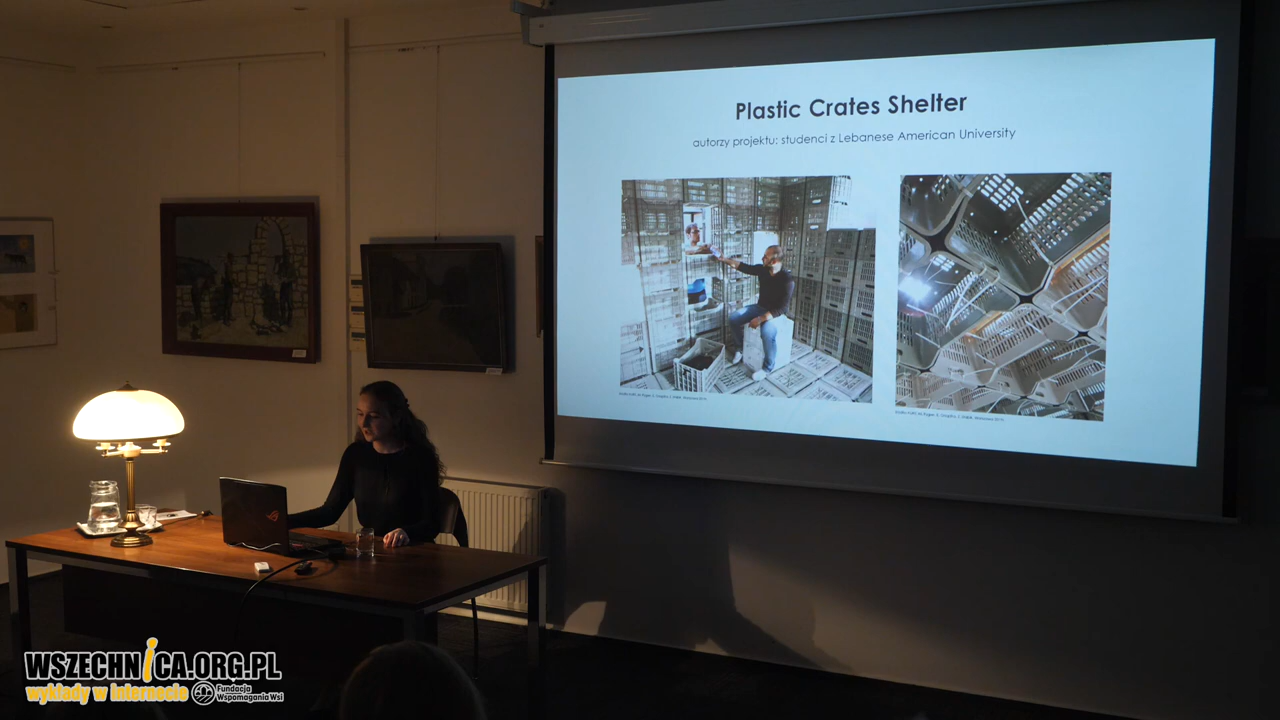 Plastic Crates Shelter
autorzy projektu: studenci z Lebanese American University
WSZECHNICA.ORG.PL
wykłady w internecie
Fundacja
Wspomagania Wsi